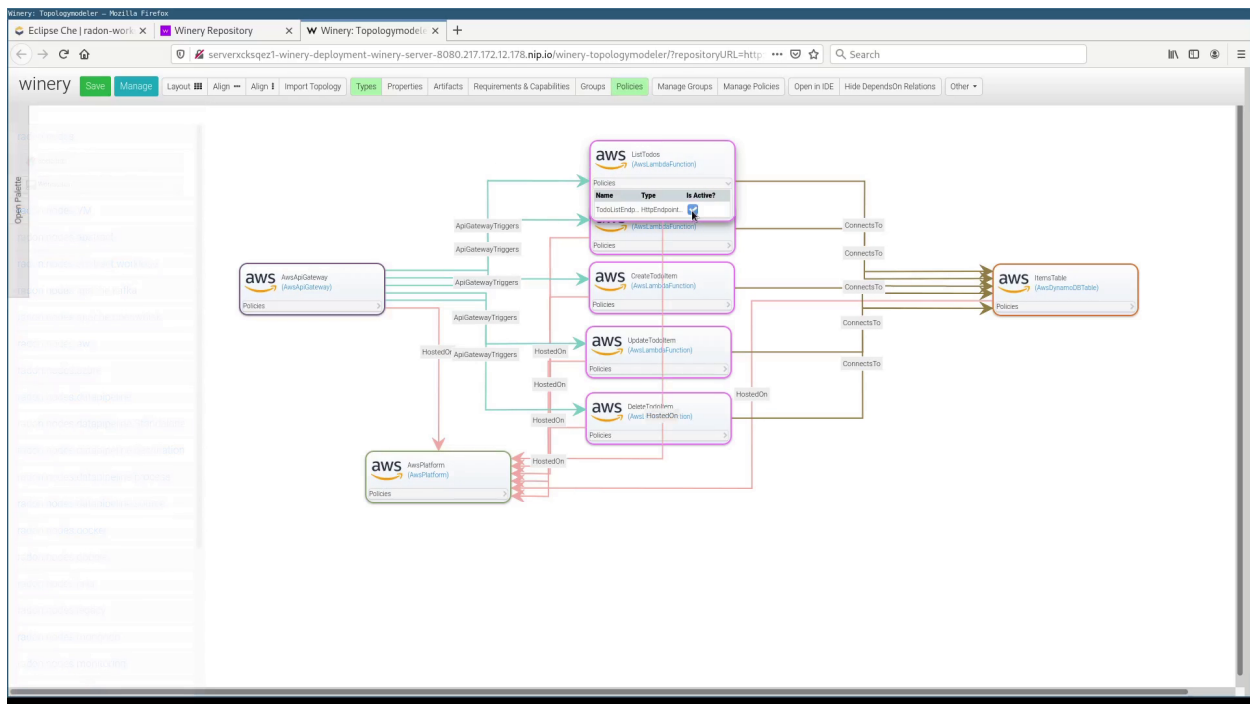 Winery: Topologymodeler – Mozilla Firefox
Eclipse Che | radon-work
Winery Repository
Winery: Topologymodele
serverxcksqez1-winery-deployment-winery-server-8080.217.172.12.178.nip.io/winery-topologymodeler/?repositoryURL=http
Search
winery Save Manage Layout Align Align Import Topology Types Properties Artifacts Requirements & Capabilities Groups Policies Manage Groups Manage Policies Open in IDE Hide DependsOn Relations Other
Open Palette
aws ListTodos
(AwsLambdaFunction)
Policies
Name Type Is Active?
TodoListEndp... HttpEndpoint...
(AwsLambdaFunction)
Policies
ApiGatewayTriggers
ApiGatewayTriggers
ApiGatewayTriggers
ApiGatewayTriggers
ApiGatewayTriggers
aws AwsApiGateway
(AwsApiGateway)
Policies
aws CreateTodoItem
(AwsLambdaFunction)
Policies
aws UpdateTodoItem
(AwsLambdaFunction)
Policies
aws DeleteTodoItem
Policies
ConnectsTo
ConnectsTo
ConnectsTo
ConnectsTo
ConnectsTo
aws ItemsTable
(AwsDynamoDBTable)
Policies
HostedOn
HostedOn
HostedOn
HostedOn
HostedOn
HostedOn
aws AwsPlatform
(AwsPlatform)
Policies